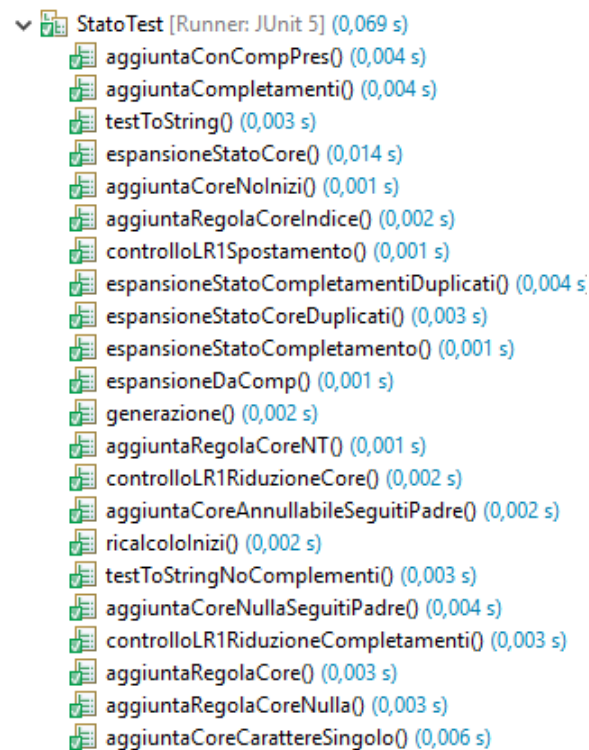 StatoTest [Runner: JUnit 5] (0,069 s)
aggiuntaConCompPres() (0,004 s)
aggiuntaCompletamenti() (0,004 s)
testToString() (0,003 s)
espansioneStatoCore() (0,014 s)
aggiuntaCoreNoInizi() (0,001 s)
aggiuntaRegolaCoreIndice() (0,002 s)
controlloLR1Spostamento() (0,001 s)
espansioneStatoCompletamentiDuplicati() (0,004 s
espansioneStatoCoreDuplicati() (0,003 s)
espansioneStatoCompletamento() (0,001 s)
espansioneDaComp() (0,001 s)
generazione() (0,002 s)
aggiuntaRegolaCoreNT() (0,001 s)
controlloLR1RiduzioneCore() (0,002 s)
aggiuntaCoreAnnullabileSeguitiPadre() (0,002 s)
ricalcoloInizi() (0,002 s)
testToStringNoComplementi() (0,003 s)
aggiuntaCoreNullaSeguitiPadre() (0,004 s)
controlloLR1RiduzioneCompletamenti() (0,003 s)
aggiuntaRegolaCore() (0,003 s)
aggiuntaRegolaCoreNulla() (0,003 s)
aggiuntaCoreCarattereSingolo() (0,006 s)